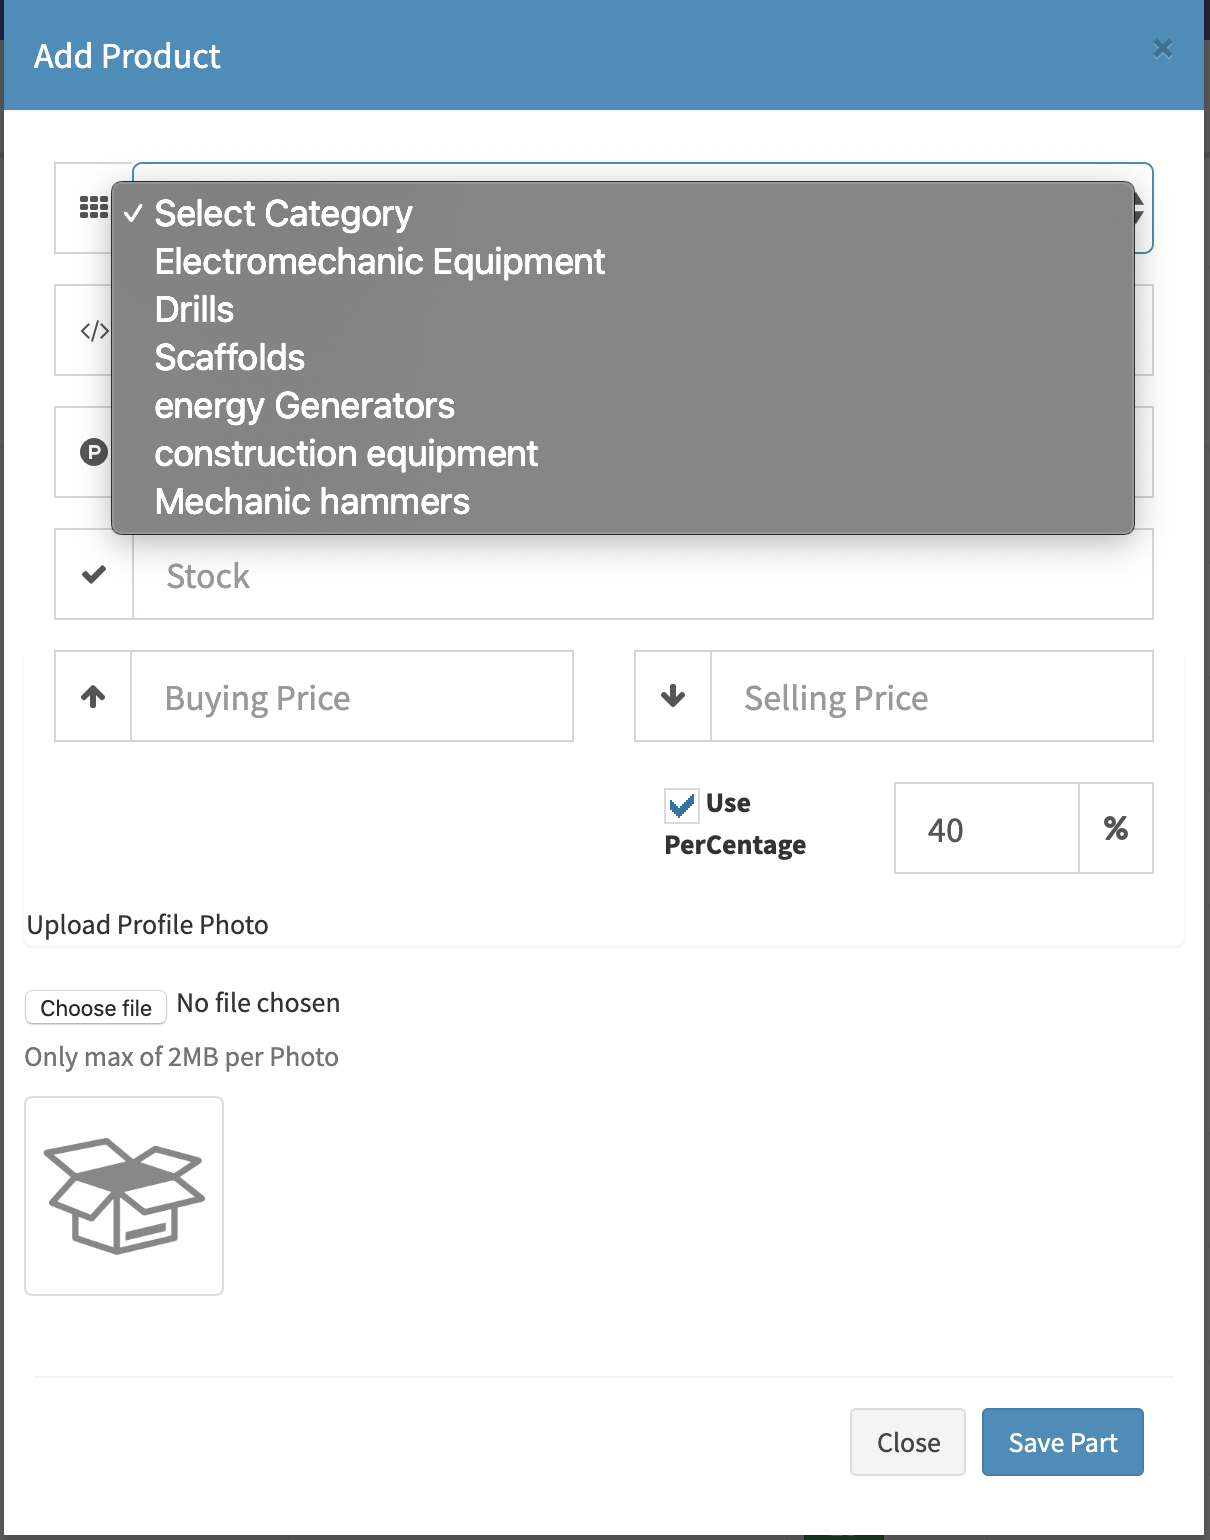 Add Product
×
✓ Select Category
Electromechanic Equipment
Drills
Scaffolds
energy Generators
construction equipment
Mechanic hammers
</>
P
Stock
Buying Price
Selling Price
Use
PerCentage
40
%
Upload Profile Photo
Choose file No file chosen
Only max of 2MB per Photo
Close
Save Part